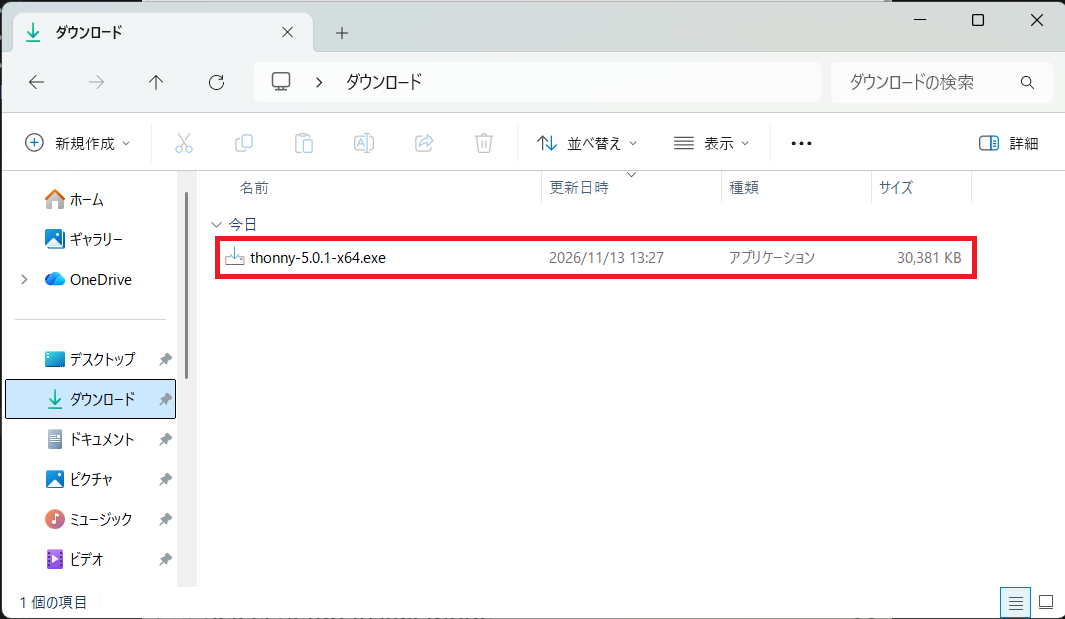 ダウンロード
ダウンロード
ダウンロードの検索
新規作成
並べ替え
表示
詳細
名前 更新日時 種類 サイズ
今日
thonny-5.0.1-x64.exe 2026/11/13 13:27 アプリケーション 30,381 KB
ホーム
ギャラリー
OneDrive
デスクトップ
ダウンロード
ドキュメント
ピクチャ
ミュージック
ビデオ
1 個の項目